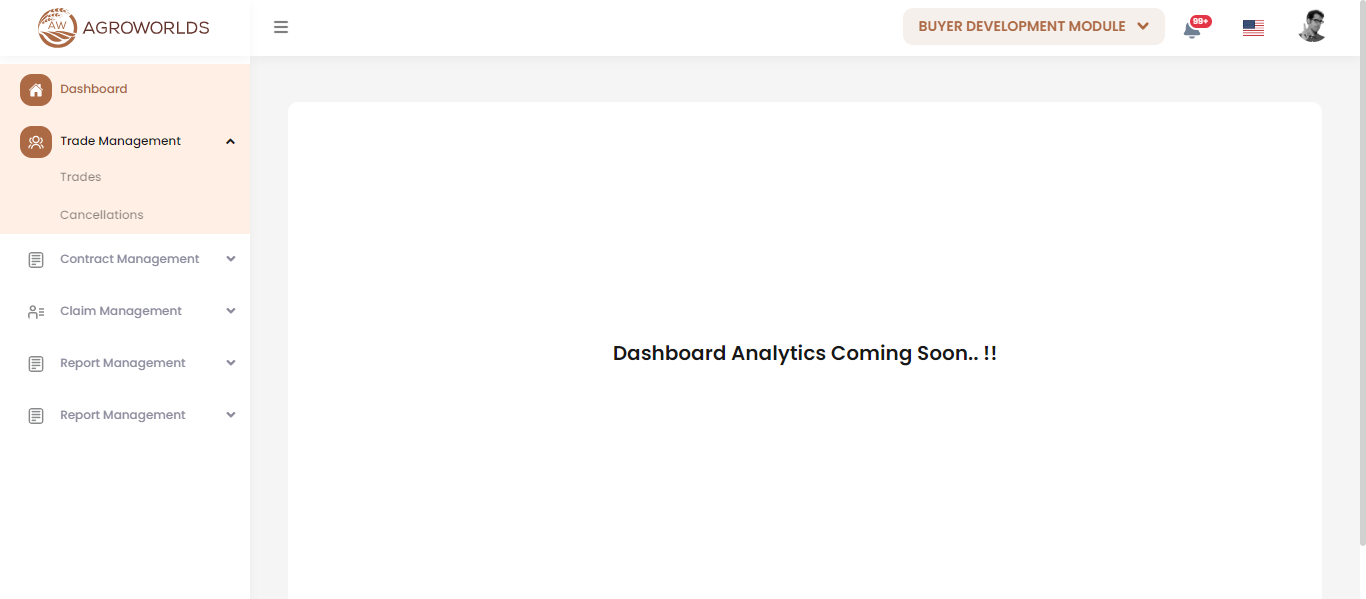 AW
AGROWORLDS
BUYER DEVELOPMENT MODULE
99+
Dashboard
Trade Management
Trades
Cancellations
Contract Management
Claim Management
Report Management
Report Management
Dashboard Analytics Coming Soon.. !!